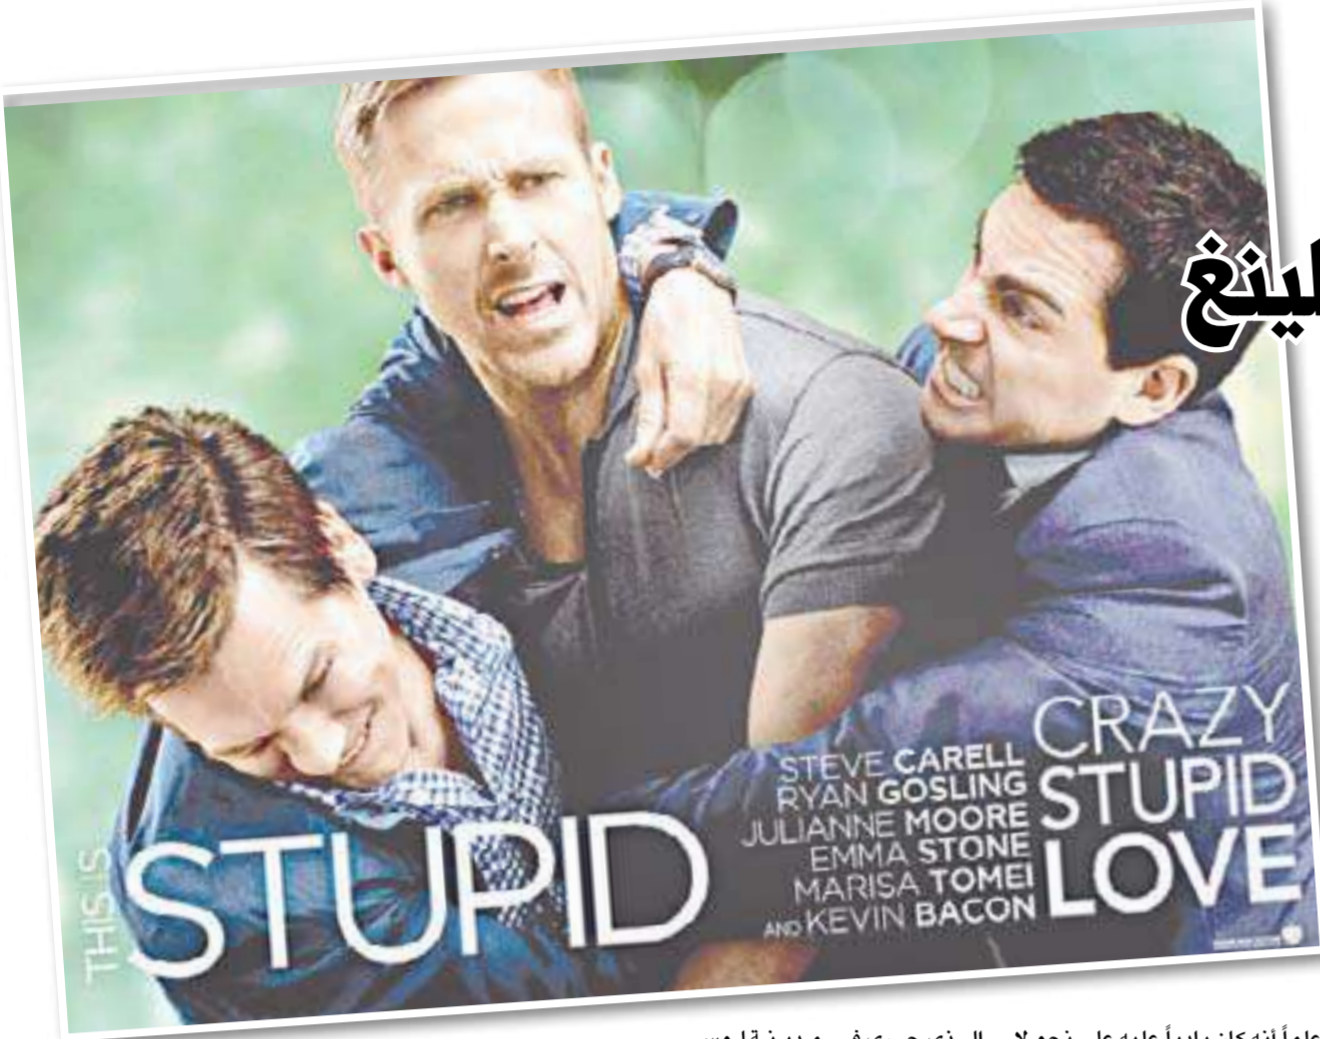 لينغ
THIS IS
STUPID
STEVE CARELL
RYAN GOSLING
JULIANNE MOORE
EMMA STONE
MARISA TOMEI
AND KEVIN BACON
CRAZY
STUPID
LOVE